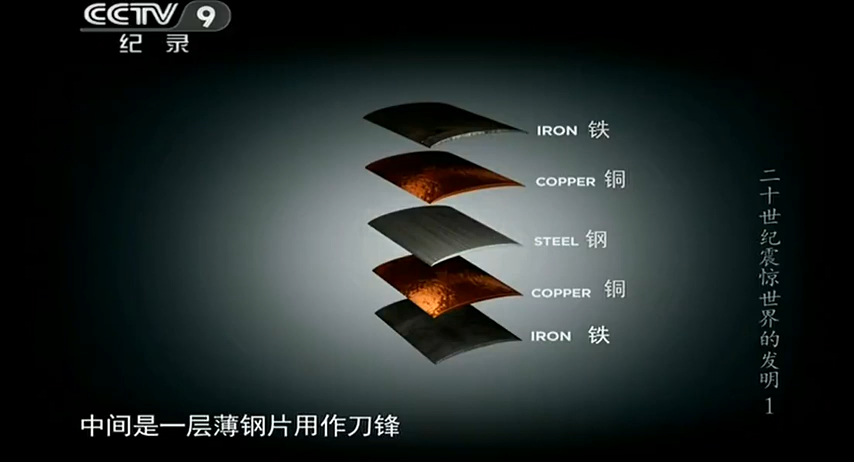 CCTV 9
纪录
IRON 铁
COPPER 铜
STEEL 钢
COPPER 铜
IRON 铁
二十世纪震惊世界的发明 1
中间是一层薄钢片用作刀锋